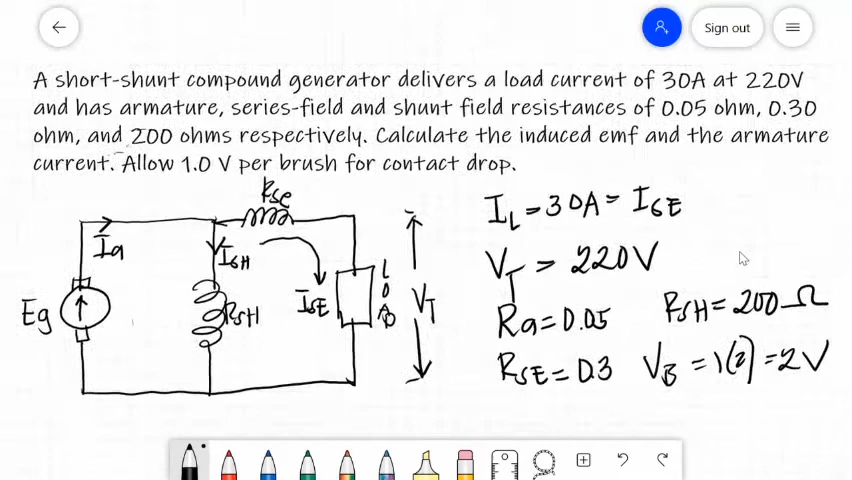 Sign out
A short-shunt compound generator delivers a load current of 30A at 220V
and has armature, series-field and shunt field resistances of 0.05 ohm, 0.30
ohm, and 200 ohms respectively. Calculate the induced emf and the armature
current. Allow 1.0 V per brush for contact drop.
Rse
Ia
ISH
Eg
RSH
ISE
LOAD
VT
IL = 30A = ISE
VT = 220V
Ra = 0.05
RSH = 200 Ω
RSE = 0.3
VB = 1(2) = 2V